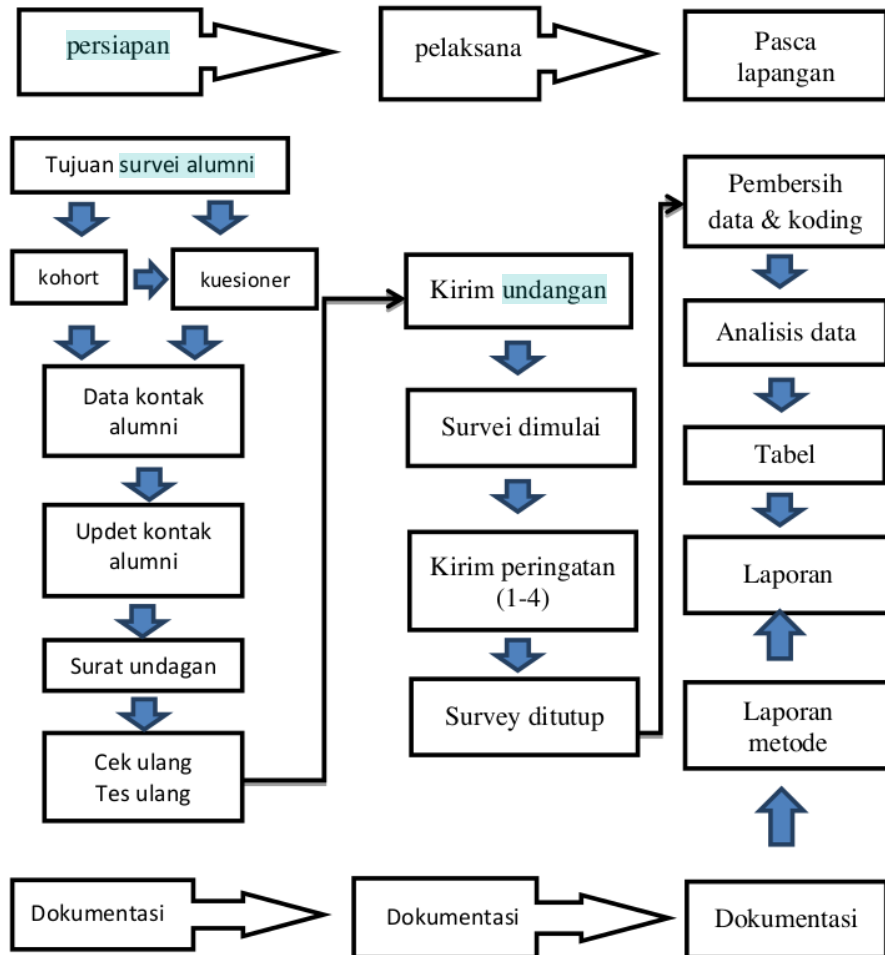 persiapan
pelaksana
Pasca
lapangan
Tujuan survei alumni
kohort
kuesioner
Data kontak
alumni
Updet kontak
alumni
Surat undagan
Cek ulang
Tes ulang
Kirim undangan
Survei dimulai
Kirim peringatan
(1-4)
Survey ditutup
Pembersih
data & koding
Analisis data
Tabel
Laporan
Laporan
metode
Dokumentasi
Dokumentasi
Dokumentasi